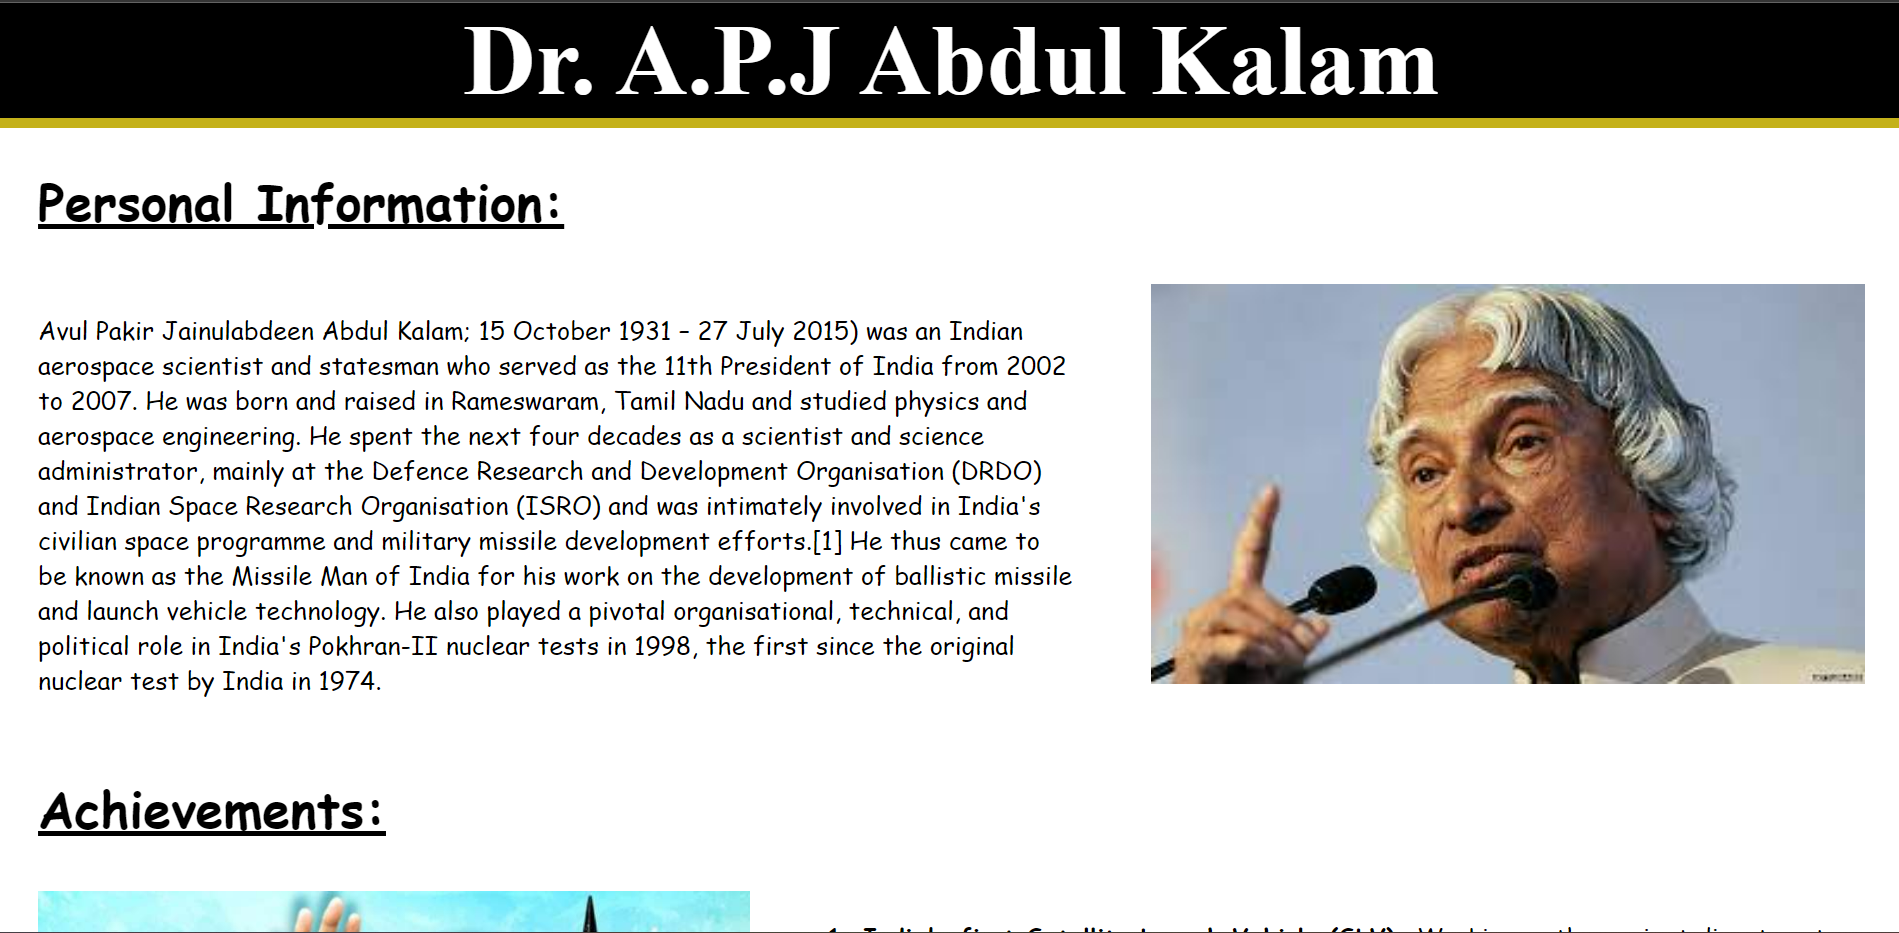 Dr. A.P.J Abdul Kalam
Personal Information:
Avul Pakir Jainulabdeen Abdul Kalam; 15 October 1931 – 27 July 2015) was an Indian
aerospace scientist and statesman who served as the 11th President of India from 2002
to 2007. He was born and raised in Rameswaram, Tamil Nadu and studied physics and
aerospace engineering. He spent the next four decades as a scientist and science
administrator, mainly at the Defence Research and Development Organisation (DRDO)
and Indian Space Research Organisation (ISRO) and was intimately involved in India's
civilian space programme and military missile development efforts.[1] He thus came to
be known as the Missile Man of India for his work on the development of ballistic missile
and launch vehicle technology. He also played a pivotal organisational, technical, and
political role in India's Pokhran-II nuclear tests in 1998, the first since the original
nuclear test by India in 1974.
Achievements: